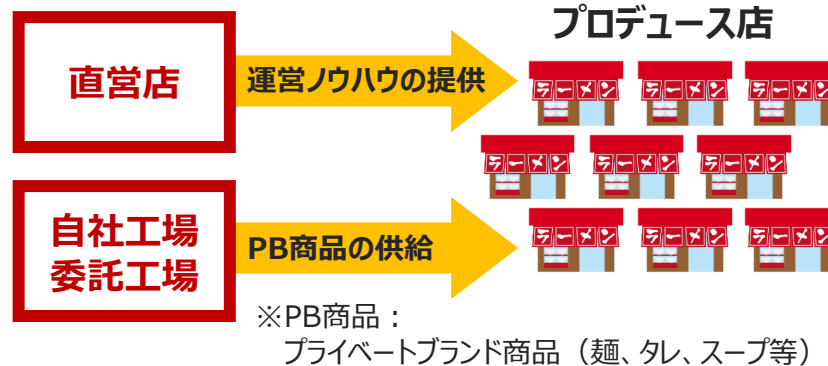 プロデュース店
直営店
運営ノウハウの提供
ラーメン
ラーメン
ラーメン
ラーメン
ラーメン
ラーメン
自社工場
委託工場
PB商品の供給
ラーメン
ラーメン
ラーメン
※PB商品：
プライベートブランド商品（麺、タレ、スープ等）